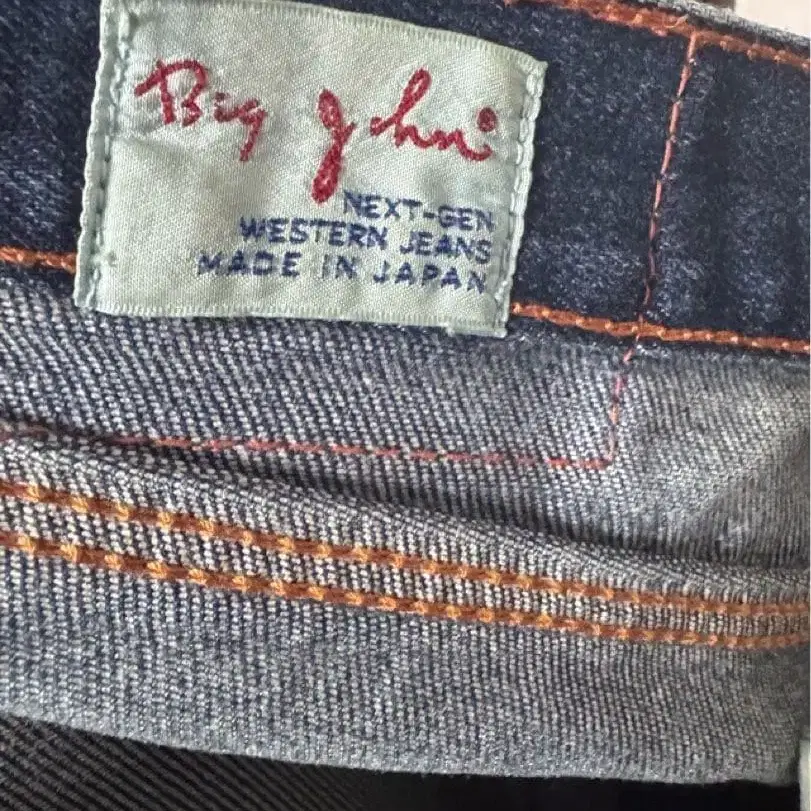 Big John®
NEXT-GEN
WESTERN JEANS
MADE IN JAPAN